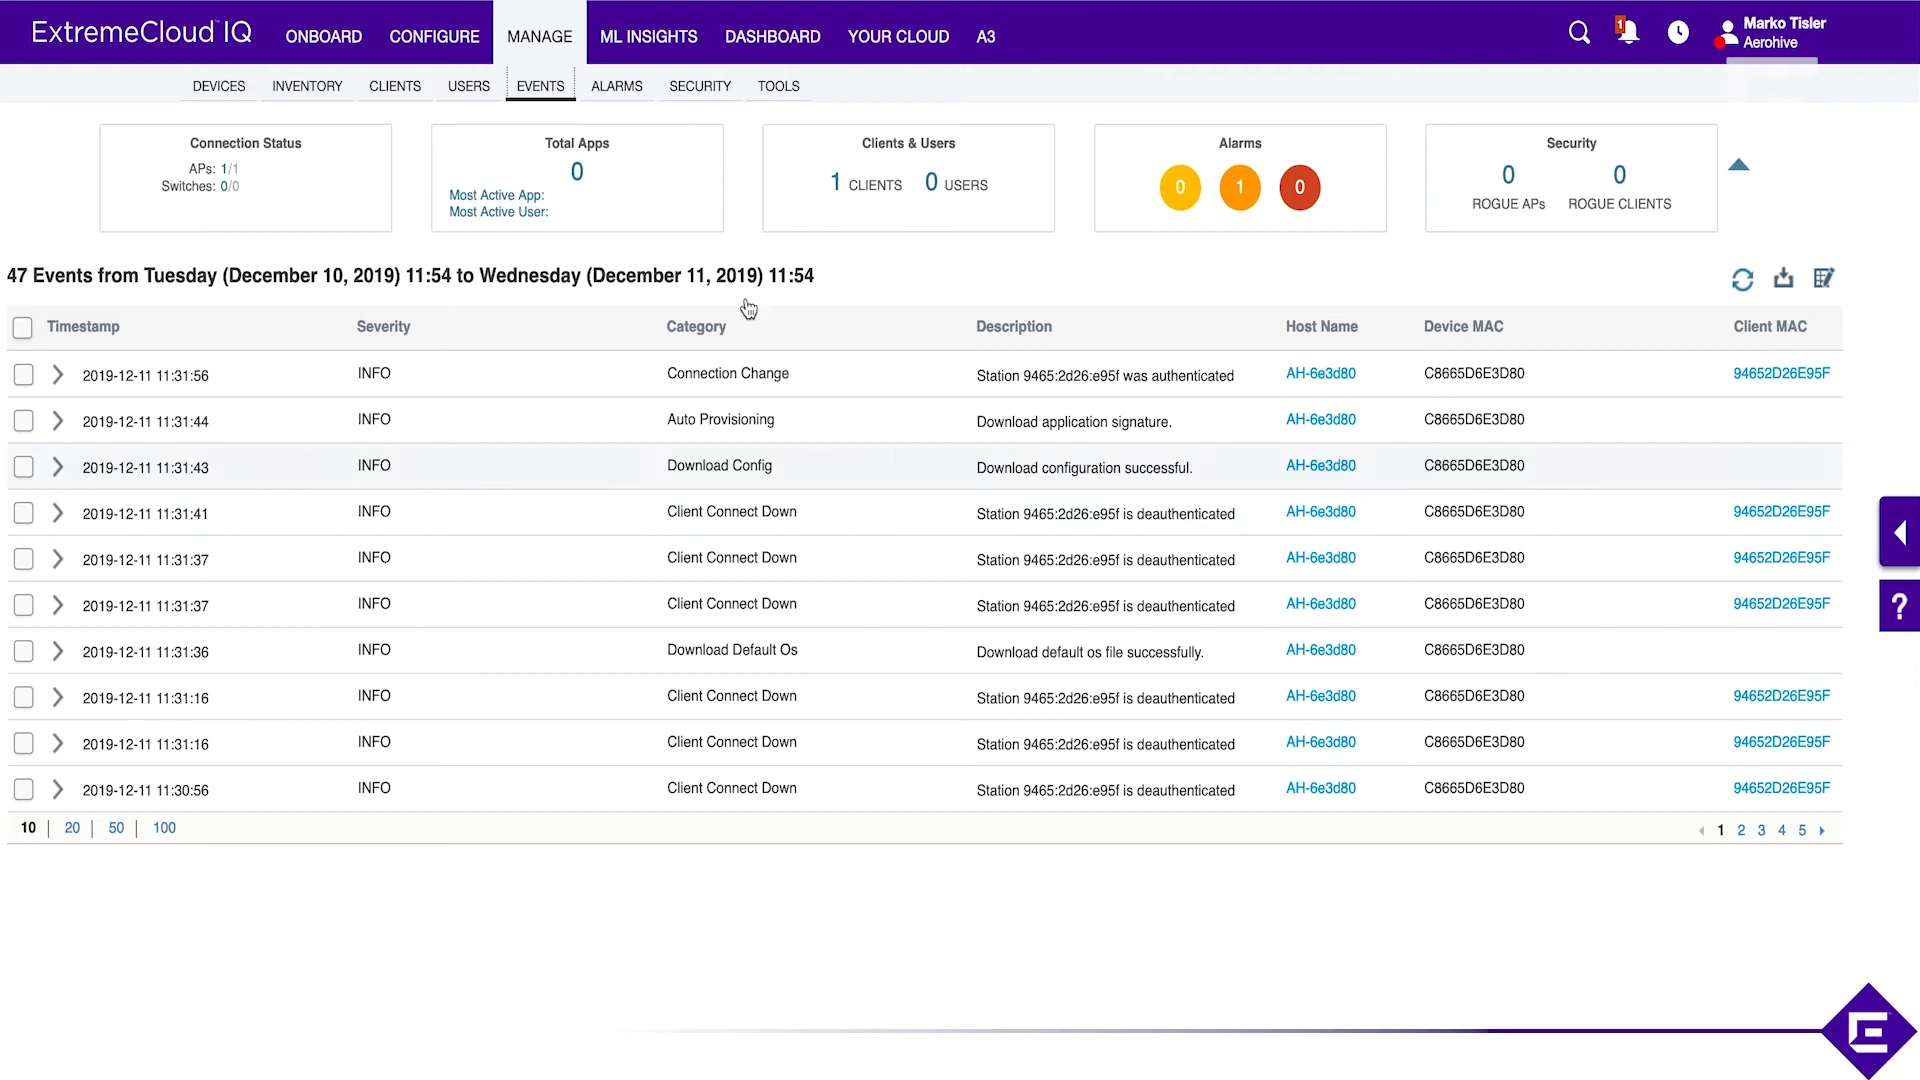 ExtremeCloud™ IQ ONBOARD CONFIGURE MANAGE ML INSIGHTS DASHBOARD YOUR CLOUD A3 1 Marko Tisler
Aerohive
DEVICES INVENTORY CLIENTS USERS EVENTS ALARMS SECURITY TOOLS
Connection Status
APs: 1/1
Switches: 0/0
Total Apps
0
Most Active App:
Most Active User:
Clients & Users
1 CLIENTS 0 USERS
Alarms
0 1 0
Security
0 0
ROGUE APs ROGUE CLIENTS
47 Events from Tuesday (December 10, 2019) 11:54 to Wednesday (December 11, 2019) 11:54
Timestamp Severity Category Description Host Name Device MAC Client MAC
2019-12-11 11:31:56 INFO Connection Change Station 9465:2d26:e95f was authenticated AH-6e3d80 C8665D6E3D80 94652D26E95F
2019-12-11 11:31:44 INFO Auto Provisioning Download application signature. AH-6e3d80 C8665D6E3D80
2019-12-11 11:31:43 INFO Download Config Download configuration successful. AH-6e3d80 C8665D6E3D80
2019-12-11 11:31:41 INFO Client Connect Down Station 9465:2d26:e95f is deauthenticated AH-6e3d80 C8665D6E3D80 94652D26E95F
2019-12-11 11:31:37 INFO Client Connect Down Station 9465:2d26:e95f is deauthenticated AH-6e3d80 C8665D6E3D80 94652D26E95F
2019-12-11 11:31:37 INFO Client Connect Down Station 9465:2d26:e95f is deauthenticated AH-6e3d80 C8665D6E3D80 94652D26E95F
2019-12-11 11:31:36 INFO Download Default Os Download default os file successfully. AH-6e3d80 C8665D6E3D80
2019-12-11 11:31:16 INFO Client Connect Down Station 9465:2d26:e95f is deauthenticated AH-6e3d80 C8665D6E3D80 94652D26E95F
2019-12-11 11:31:16 INFO Client Connect Down Station 9465:2d26:e95f is deauthenticated AH-6e3d80 C8665D6E3D80 94652D26E95F
2019-12-11 11:30:56 INFO Client Connect Down Station 9465:2d26:e95f is deauthenticated AH-6e3d80 C8665D6E3D80 94652D26E95F
10 | 20 | 50 | 100 1 2 3 4 5
?
E